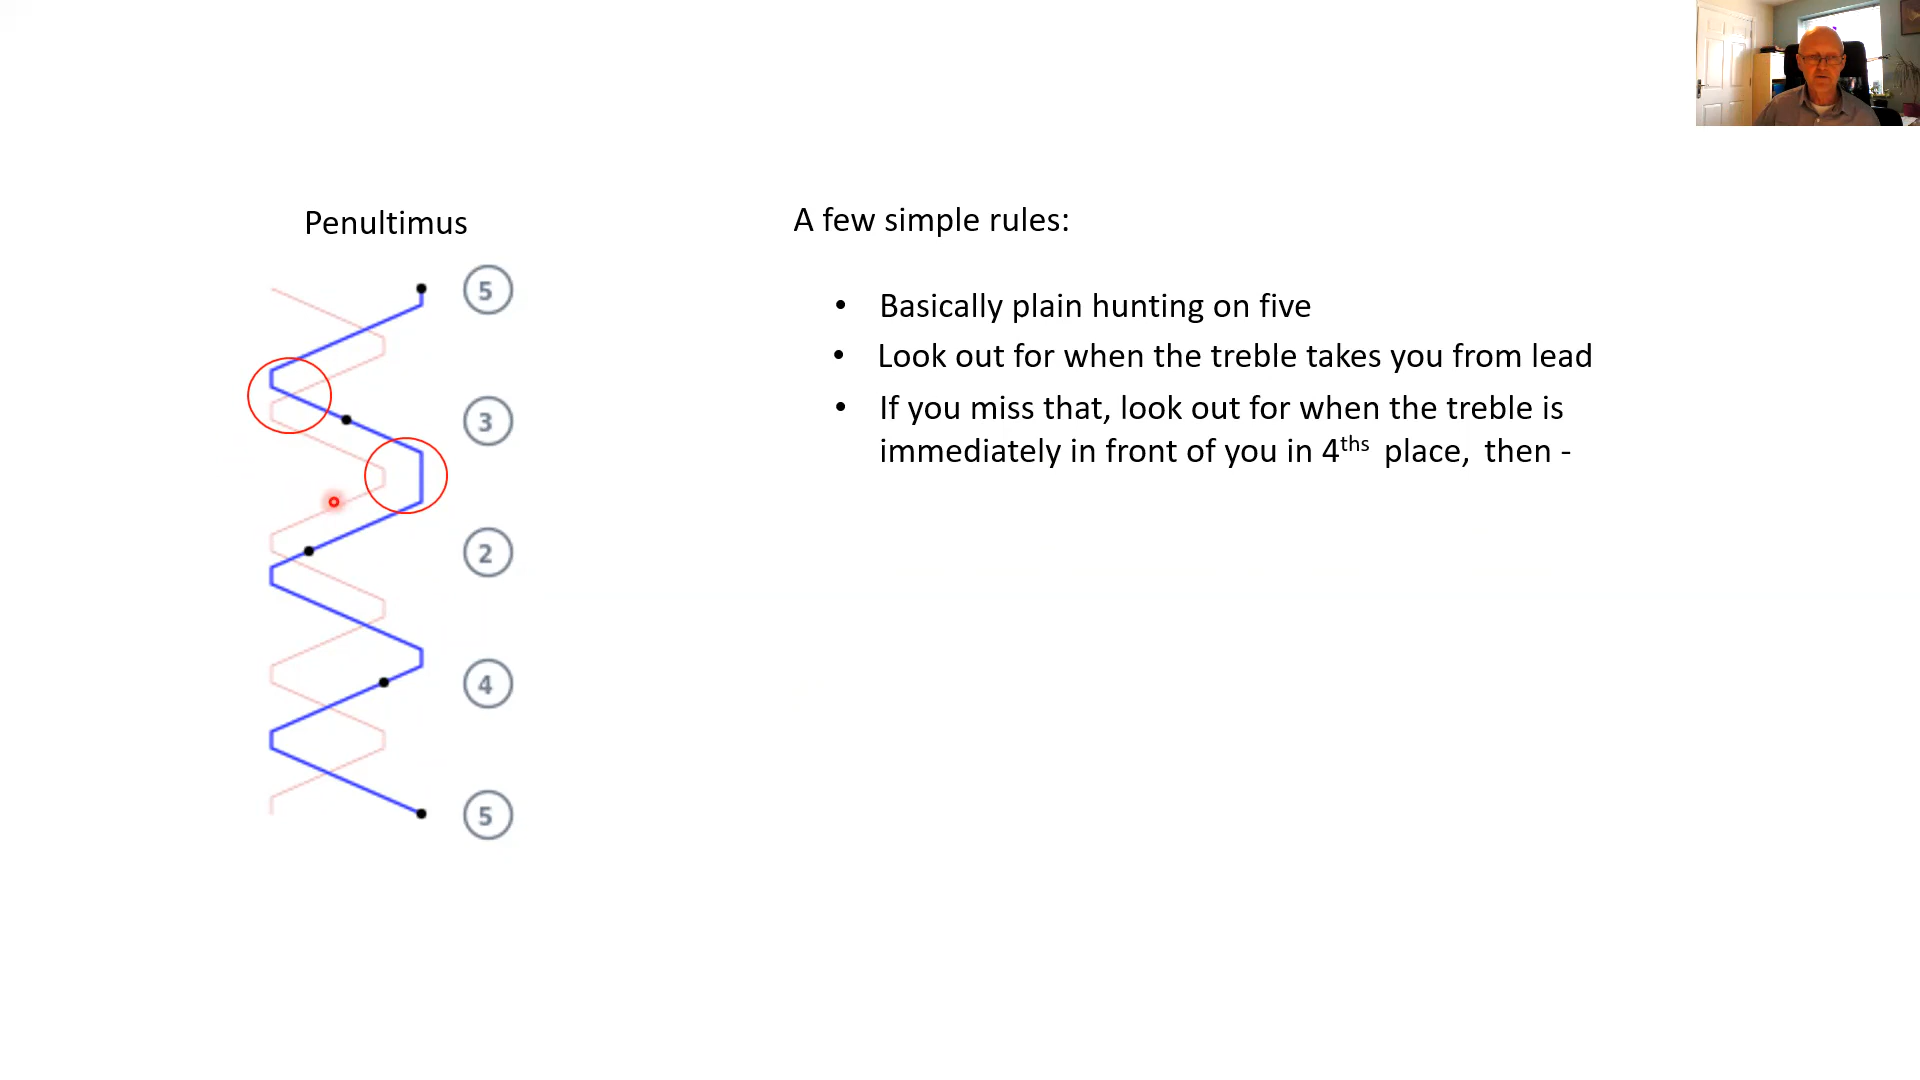 Penultimus
5
3
2
4
5
A few simple rules:
• Basically plain hunting on five
• Look out for when the treble takes you from lead
• If you miss that, look out for when the treble is
immediately in front of you in 4ths place, then -